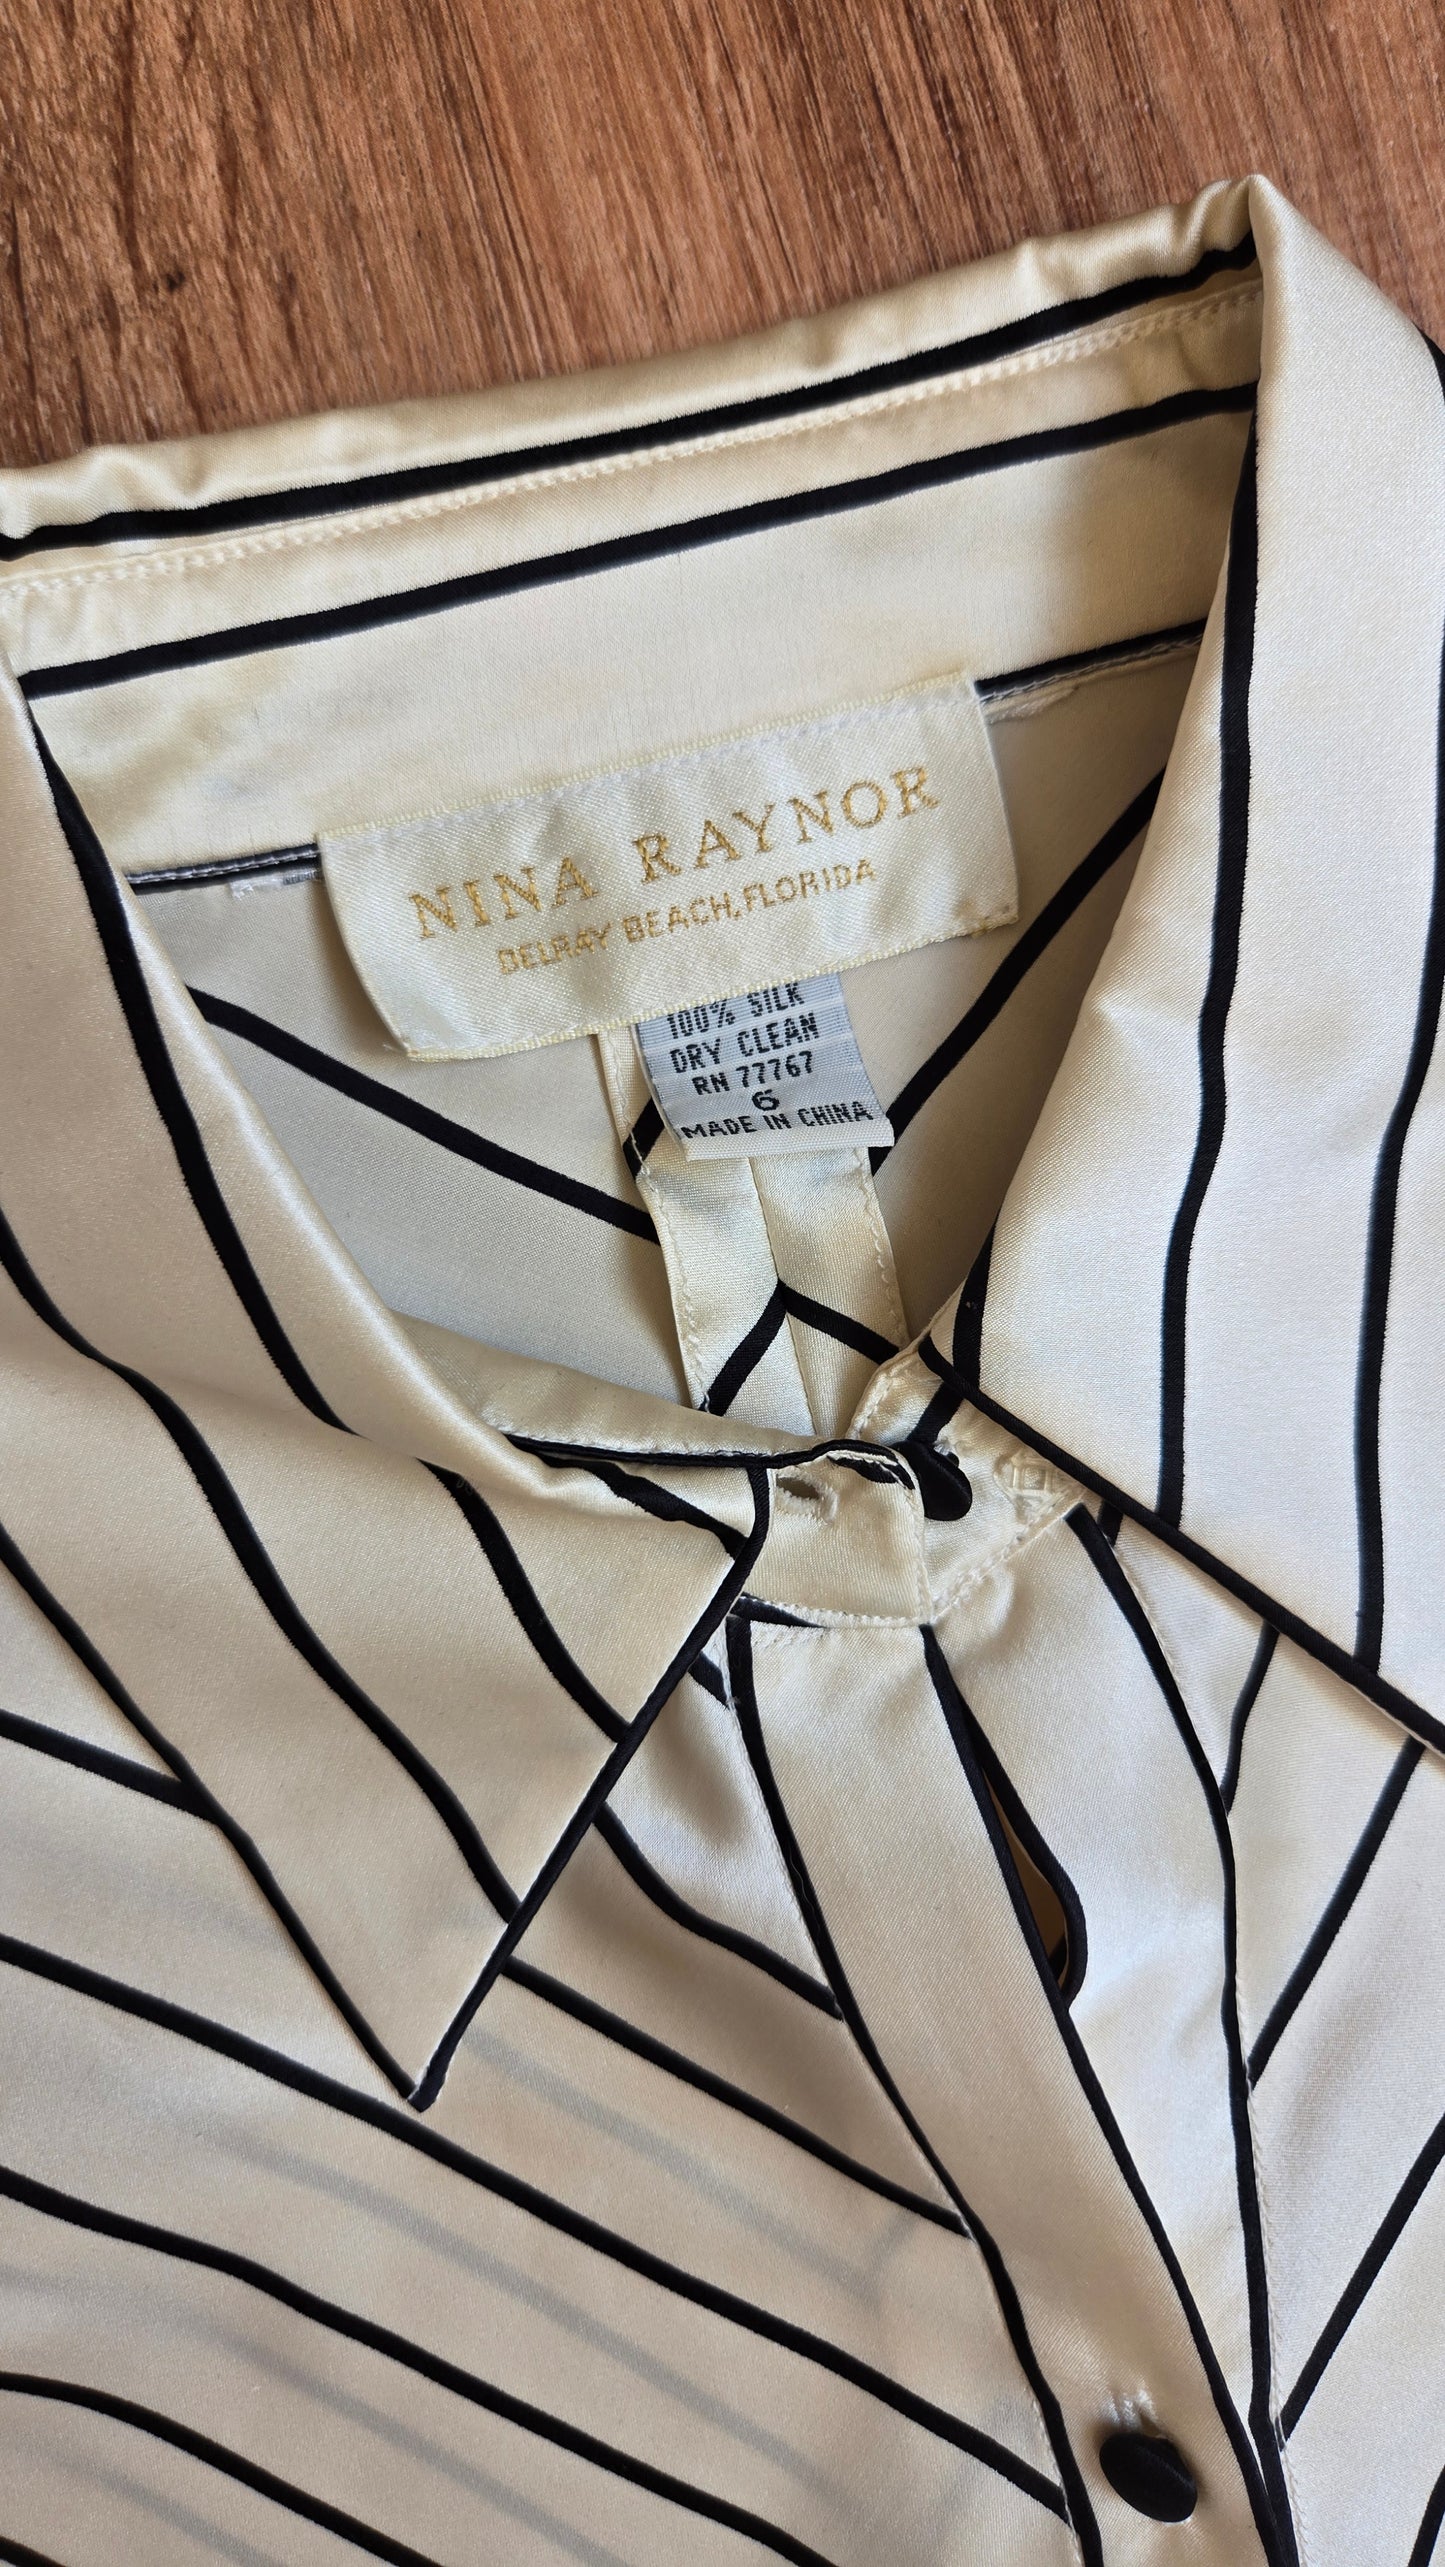 NINA RAYNOR
DELRAY BEACH, FLORIDA
100% SILK
DRY CLEAN
RN 77767
6
MADE IN CHINA